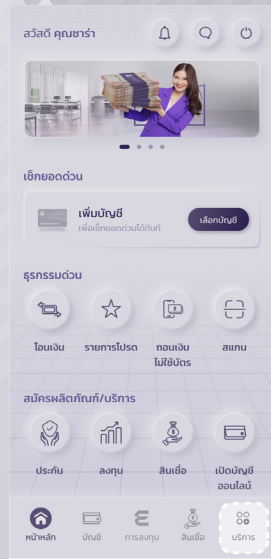 สวัสดี คุณซาร่า
เช็กยอดด่วน
เพิ่มบัญชี
เพื่อเช็กยอดด่วนได้ทันที
เลือกบัญชี
ธุรกรรมด่วน
โอนเงิน รายการโปรด ถอนเงิน สแกน
ไม่ใช้บัตร
สมัครผลิตภัณฑ์/บริการ
ประกัน ลงทุน สินเชื่อ เปิดบัญชี
ออนไลน์
หน้าหลัก บัญชี การลงทุน สินเชื่อ บริการ